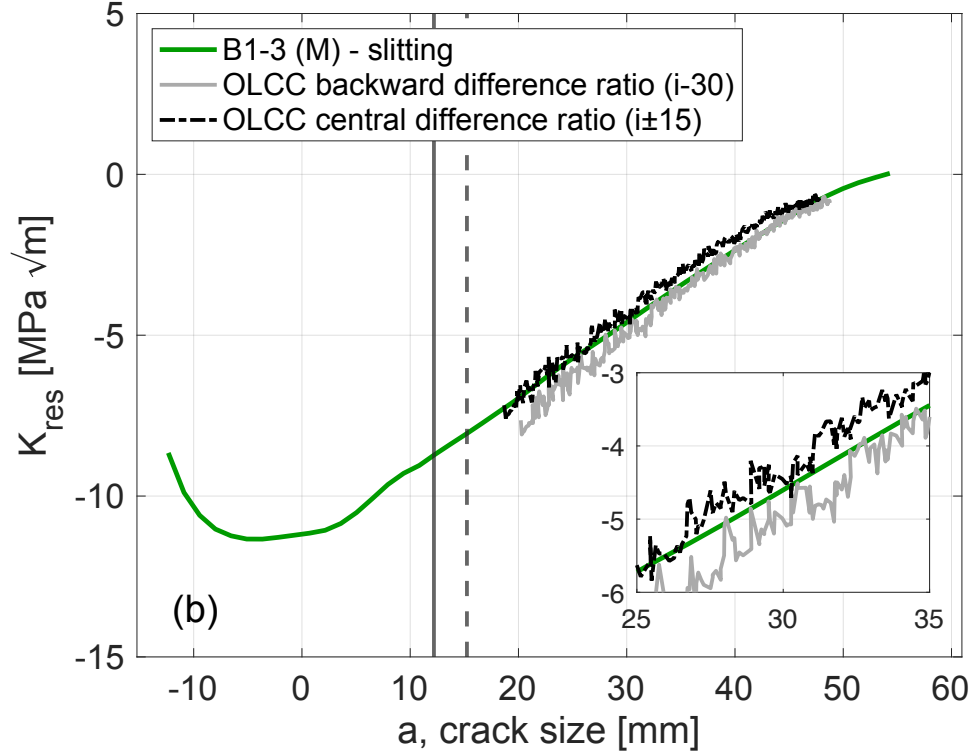 5
B1-3 (M) - slitting
OLCC backward difference ratio (i-30)
OLCC central difference ratio (i±15)
0
-5
-10
-15
K_res [MPa √m]
-3
-4
-5
-6
25 30 35
(b)
-10 0 10 20 30 40 50 60
a, crack size [mm]